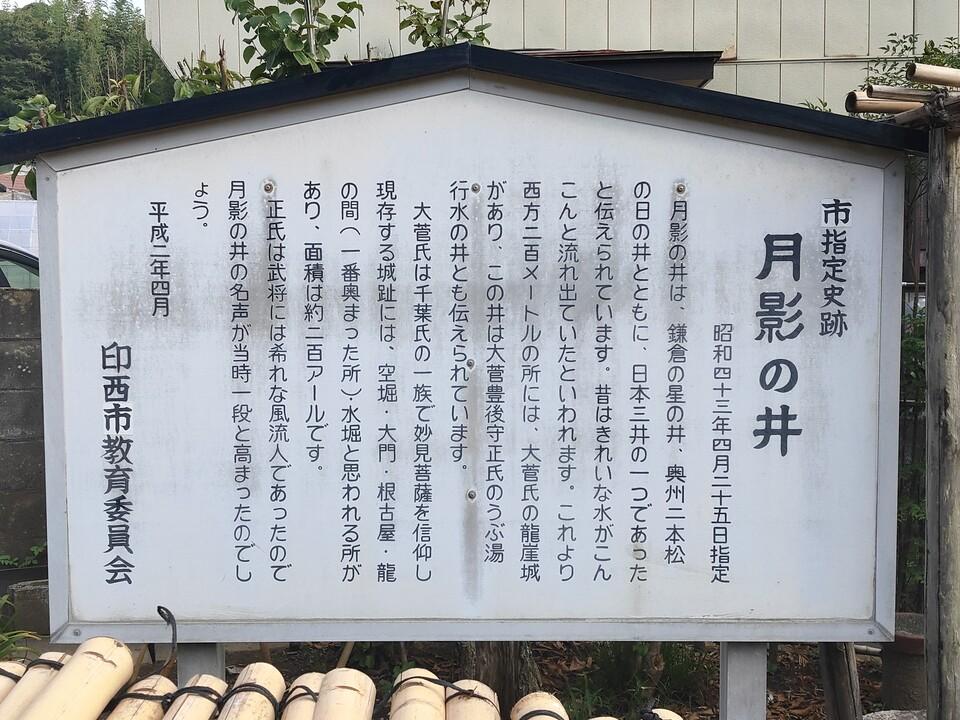 市指定史跡
月影の井
昭和四十三年四月二十五日指定
月影の井は、鎌倉の星の井、奥州二本松
の日の井とともに、日本三井の一つであった
と伝えられています。昔はきれいな水がこん
こんと流れ出ていたといわれます。これより
西方二百メートルの所には、大菅氏の龍崖城
があり、この井は大菅豊後守正氏のうぶ湯
行水の井とも伝えられています。
大菅氏は千葉氏の一族で妙見菩薩を信仰し
現存する城趾には、空堀・大門・根古屋・龍
の間(一番奥まった所)水堀と思われる所が
あり、面積は約二百アールです。
正氏は武将には希れな風流人であったので
月影の井の名声が当時一段と高まったのでし
ょう。
平成二年四月
印西市教育委員会